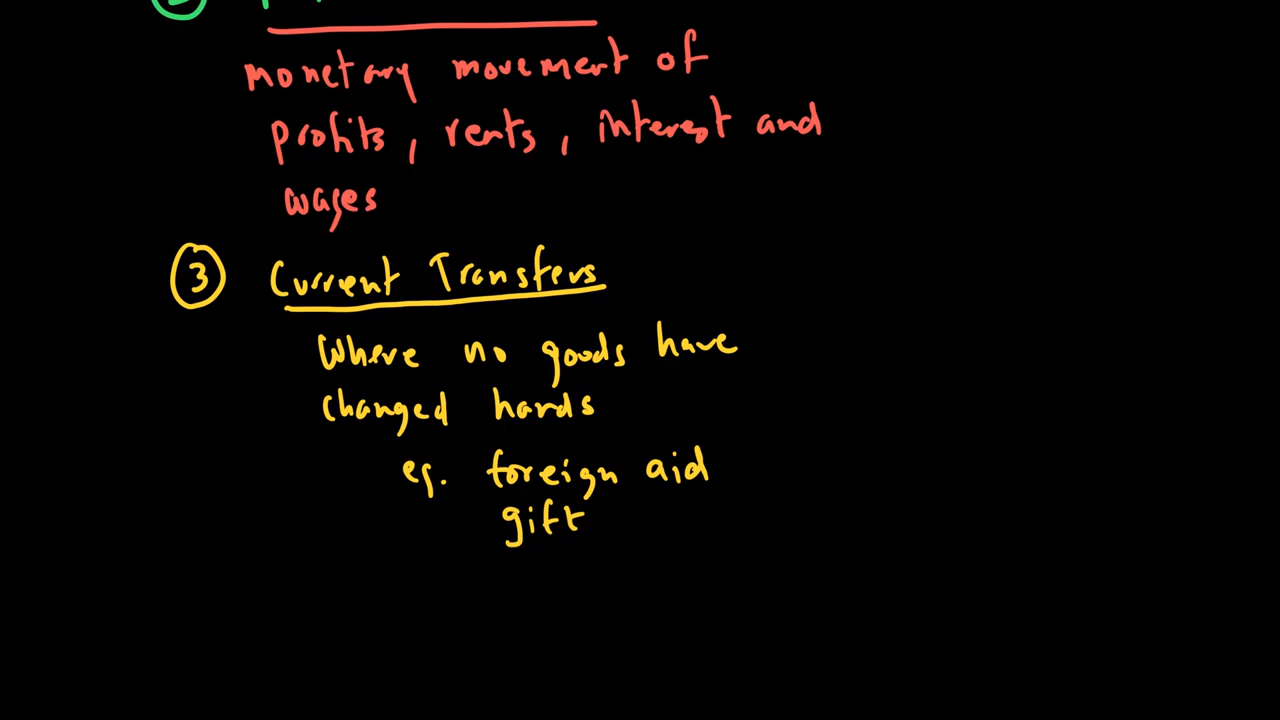 monetary movement of
profits, rents, interest and
wages
3 Current Transfers
Where no goods have
changed hands
eg. foreign aid
gift